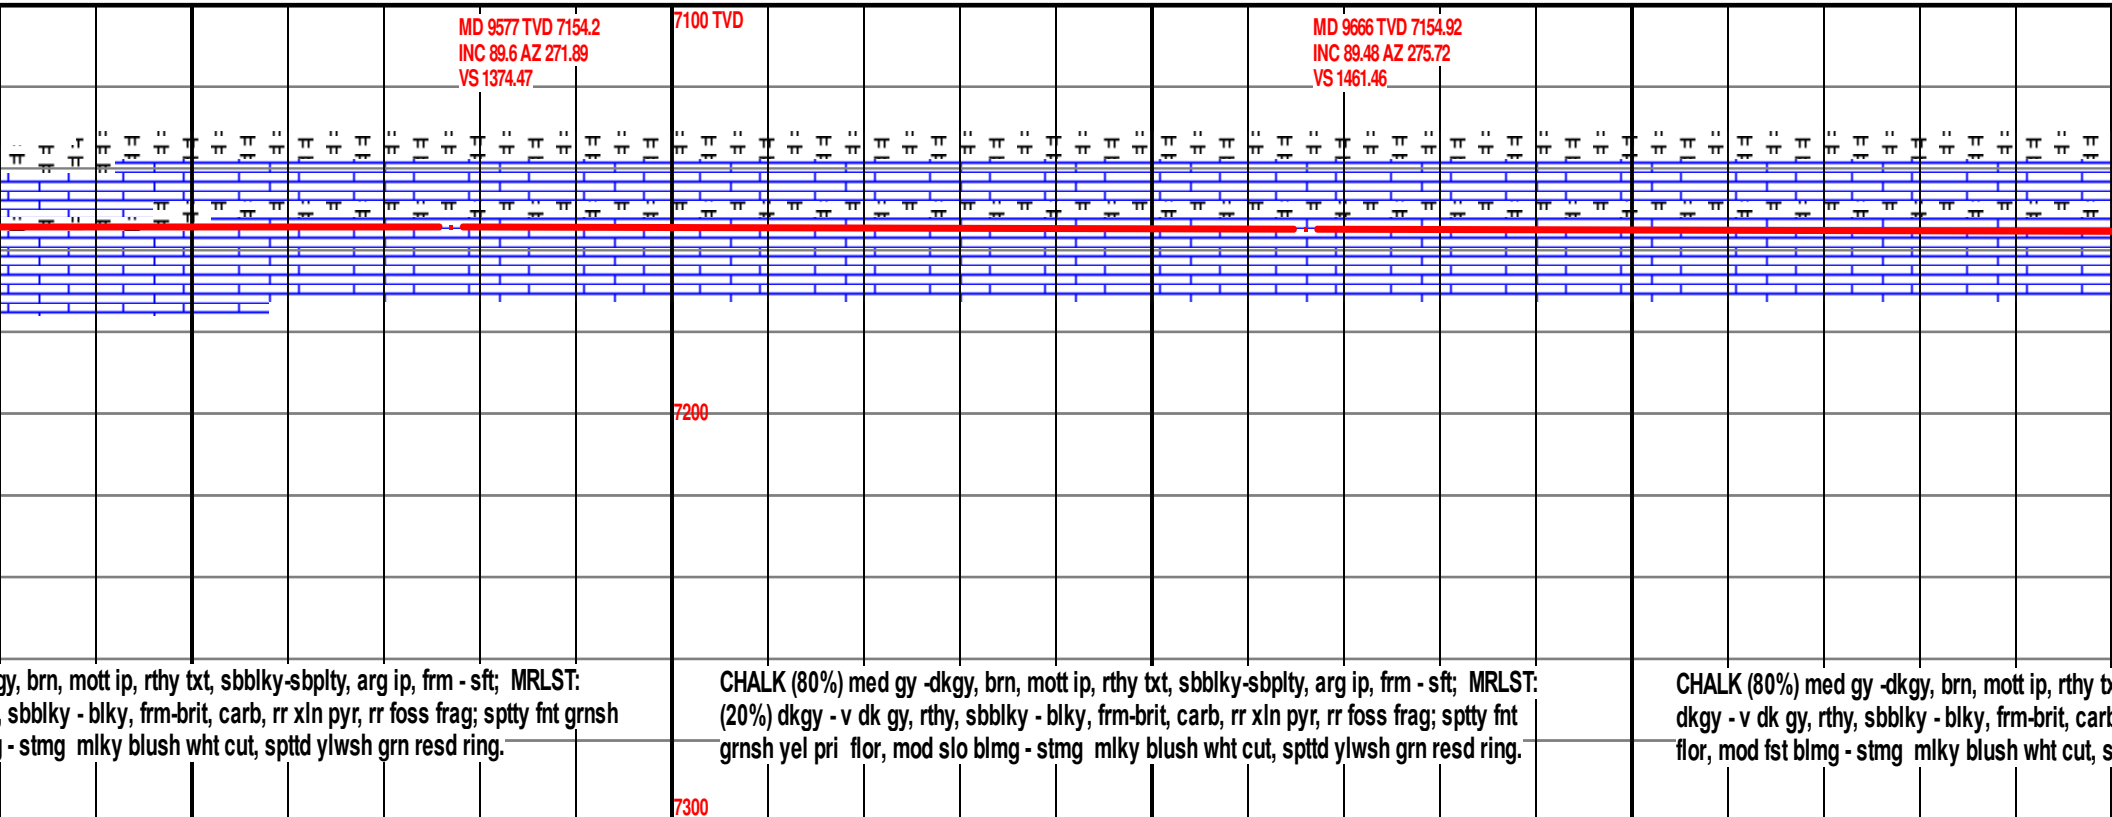 MD 9577 TVD 7154.2
INC 89.6 AZ 271.89
VS 1374.47
7100 TVD
MD 9666 TVD 7154.92
INC 89.48 AZ 275.72
VS 1461.46
7200
gy, brn, mott ip, rthy txt, sbblky-sbplty, arg ip, frm - sft; MRLST:
, sbblky - blky, frm-brit, carb, rr xln pyr, rr foss frag; sptty fnt grnsh
- stmg mlky blush wht cut, spttd ylwsh grn resd ring.
CHALK (80%) med gy -dkgy, brn, mott ip, rthy txt, sbblky-sbplty, arg ip, frm - sft; MRLST:
(20%) dkgy - v dk gy, rthy, sbblky - blky, frm-brit, carb, rr xln pyr, rr foss frag; sptty fnt
grnsh yel pri flor, mod slo blmg - stmg mlky blush wht cut, spttd ylwsh grn resd ring.
CHALK (80%) med gy -dkgy, brn, mott ip, rthy
dkgy - v dk gy, rthy, sbblky - blky, frm-brit, carb
flor, mod fst blmg - stmg mlky blush wht cut,
7300